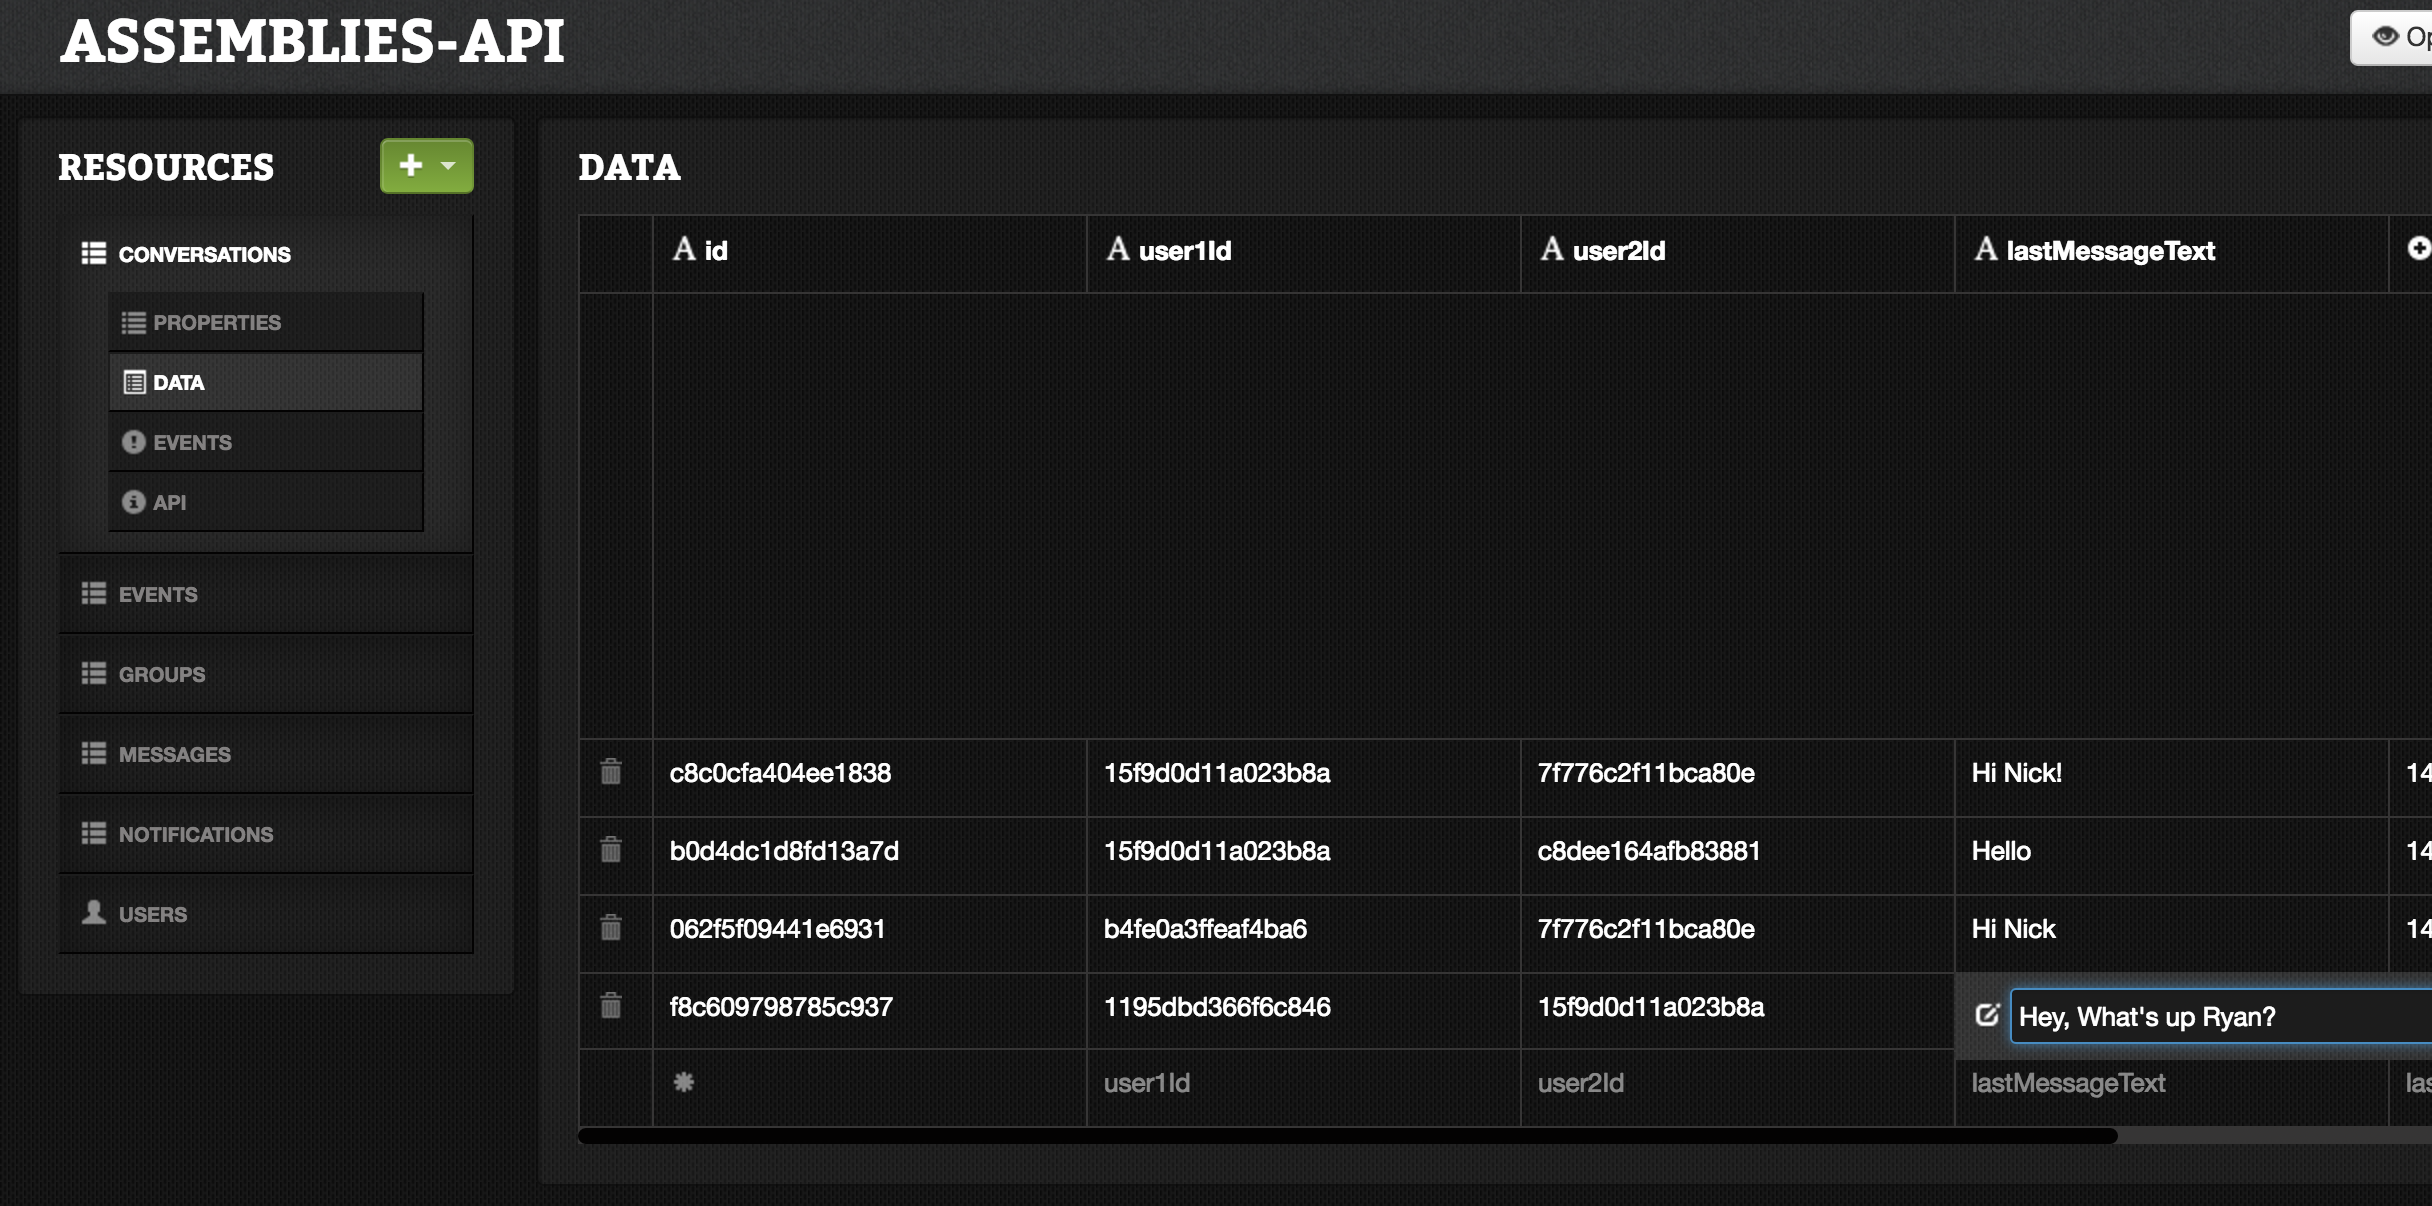 ASSEMBLIES-API
RESOURCES
CONVERSATIONS
PROPERTIES
DATA
EVENTS
API
EVENTS
GROUPS
MESSAGES
NOTIFICATIONS
USERS
DATA
A id A user1Id A user2Id A lastMessageText
c8c0cfa404ee1838 15f9d0d11a023b8a 7f776c2f11bca80e Hi Nick! 14
b0d4dc1d8fd13a7d 15f9d0d11a023b8a c8dee164afb83881 Hello 14
062f5f09441e6931 b4fe0a3ffeaf4ba6 7f776c2f11bca80e Hi Nick 14
f8c609798785c937 1195dbd366f6c846 15f9d0d11a023b8a Hey, What's up Ryan?
user1Id user2Id lastMessageText